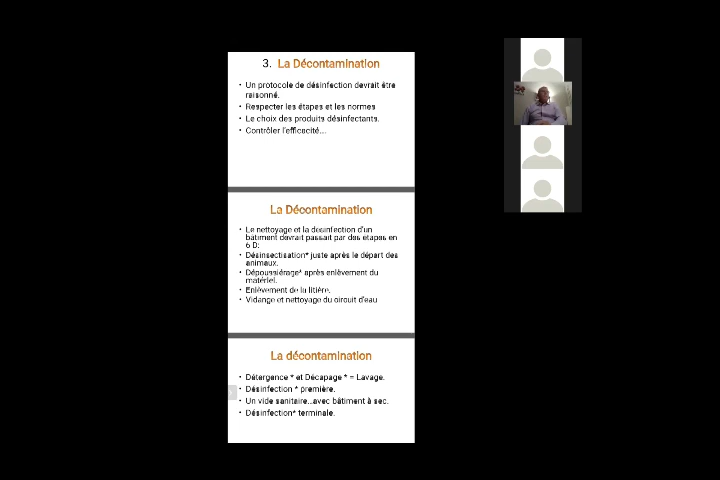 3. La Décontamination
• Un protocole de désinfection devrait être
raisonné.
• Respecter les étapes et les normes
• Le choix des produits désinfectants.
• Contrôler l'efficacité...
La Décontamination
• Le nettoyage et la désinfection d'un
bâtiment devrait passait par des étapes en
6 D:
• Désinsectisation* juste après le départ des
animaux.
• Dépoussiérage* après enlèvement du
matériel.
• Enlèvement de la litière.
• Vidange et nettoyage du circuit d'eau
La décontamination
• Détergence * et Décapage * = Lavage.
• Désinfection * première.
• Un vide sanitaire...avec bâtiment à sec.
• Désinfection* terminale.